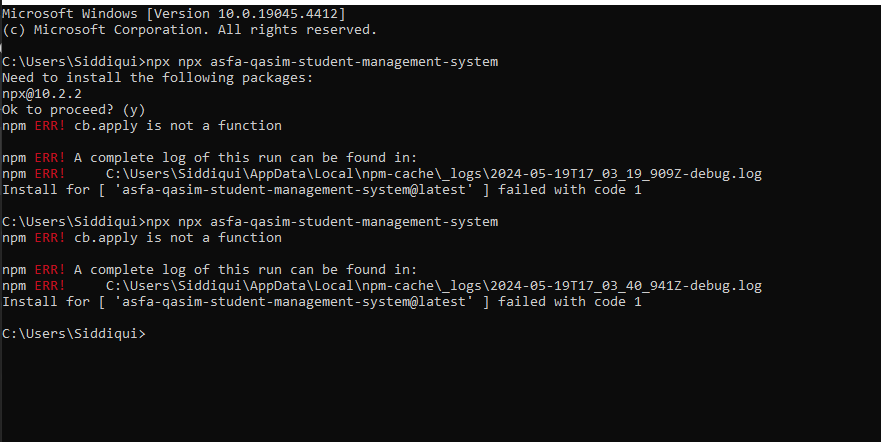 Microsoft Windows [Version 10.0.19045.4412]
(c) Microsoft Corporation. All rights reserved.
C:\Users\Siddiqui>npx npx asfa-qasim-student-management-system
Need to install the following packages:
npx@10.2.2
Ok to proceed? (y)
npm ERR! cb.apply is not a function
npm ERR! A complete log of this run can be found in:
npm ERR!     C:\Users\Siddiqui\AppData\Local\npm-cache\_logs\2024-05-19T17_03_19_909Z-debug.log
Install for [ 'asfa-qasim-student-management-system@latest' ] failed with code 1
C:\Users\Siddiqui>npx npx asfa-qasim-student-management-system
npm ERR! cb.apply is not a function
npm ERR! A complete log of this run can be found in:
npm ERR!     C:\Users\Siddiqui\AppData\Local\npm-cache\_logs\2024-05-19T17_03_40_941Z-debug.log
Install for [ 'asfa-qasim-student-management-system@latest' ] failed with code 1
C:\Users\Siddiqui>